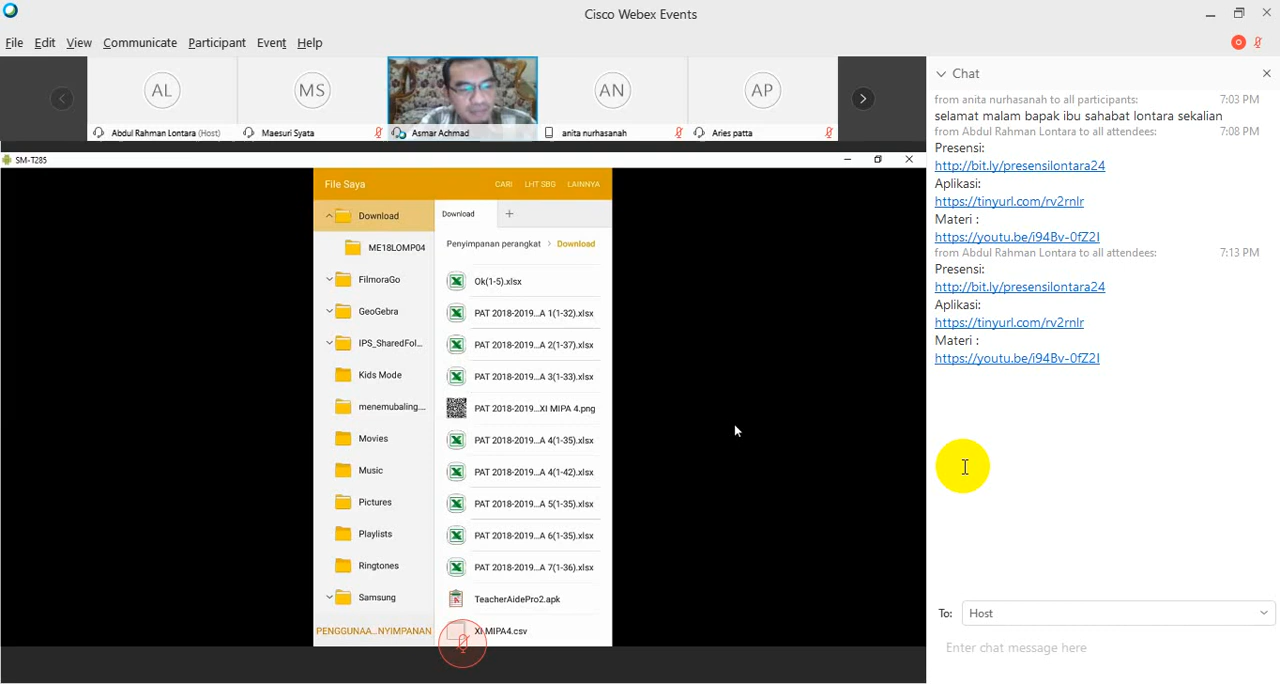 Cisco Webex Events
File Edit View Communicate Participant Event Help
AL
MS
AN
AP
Abdul Rahman Lontara (Host)
Maesuri Syata
Asmar Achmad
anita nurhasanah
Aries patta
SM-T285
File Saya
CARI LHT SBG LAINNYA
Download
ME18LOMP04
FilmoraGo
GeoGebra
IPS_SharedFol...
Kids Mode
menemubaling...
Movies
Music
Pictures
Playlists
Ringtones
Samsung
PENGGUNAA...NYIMPANAN
Download +
Penyimpanan perangkat > Download
Ok(1-5).xlsx
PAT 2018-2019...A 1(1-32).xlsx
PAT 2018-2019...A 2(1-37).xlsx
PAT 2018-2019...A 3(1-33).xlsx
PAT 2018-2019...XI MIPA 4.png
PAT 2018-2019...A 4(1-35).xlsx
PAT 2018-2019...A 4(1-42).xlsx
PAT 2018-2019...A 5(1-35).xlsx
PAT 2018-2019...A 6(1-35).xlsx
PAT 2018-2019...A 7(1-36).xlsx
TeacherAidePro2.apk
XI MIPA4.csv
Chat
from anita nurhasanah to all participants: 7:03 PM
selamat malam bapak ibu sahabat lontara sekalian
from Abdul Rahman Lontara to all attendees: 7:08 PM
Presensi:
http://bit.ly/presensilontara24
Aplikasi:
https://tinyurl.com/rv2rnlr
Materi :
https://youtu.be/i94Bv-0fZ2I
from Abdul Rahman Lontara to all attendees: 7:13 PM
Presensi:
http://bit.ly/presensilontara24
Aplikasi:
https://tinyurl.com/rv2rnlr
Materi :
https://youtu.be/i94Bv-0fZ2I
To: Host
Enter chat message here